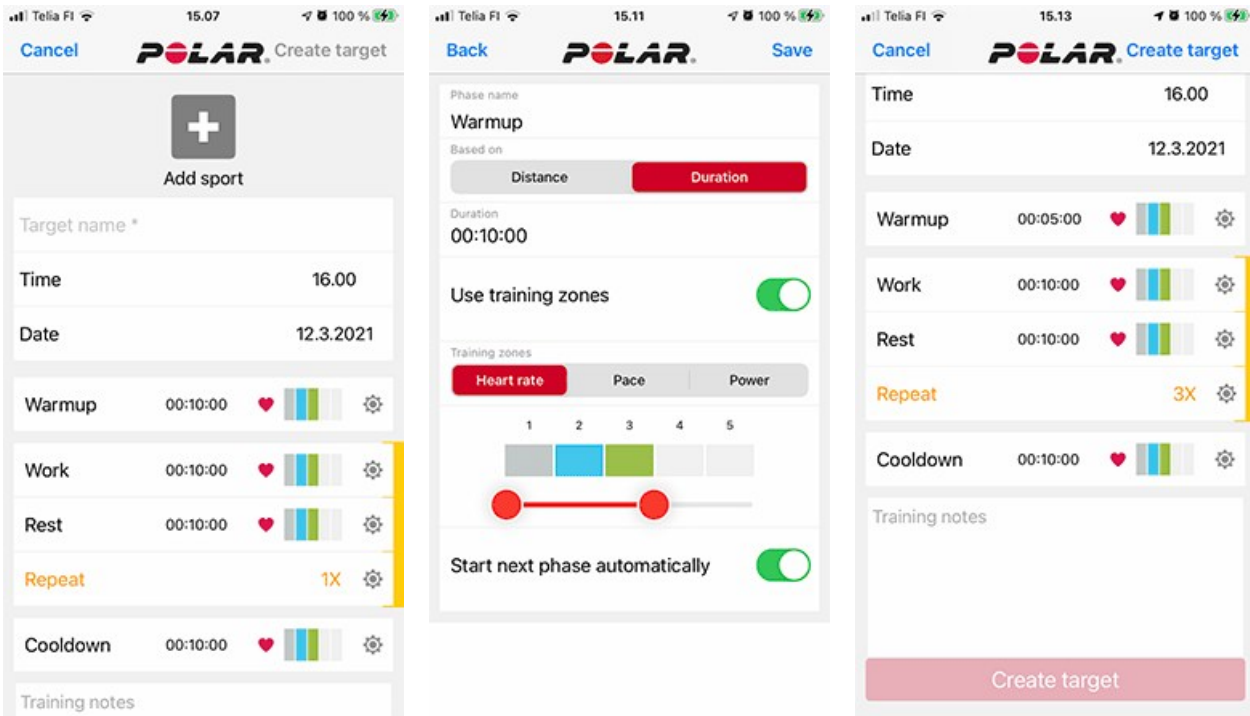 Telia FI 15.07 100 %
Cancel POLAR. Create target
Add sport
Target name *
Time 16.00
Date 12.3.2021
Warmup 00:10:00
Work 00:10:00
Rest 00:10:00
Repeat 1X
Cooldown 00:10:00
Training notes
Telia FI 15.11 100 %
Back POLAR. Save
Phase name
Warmup
Based on
Distance Duration
Duration
00:10:00
Use training zones
Training zones
Heart rate Pace Power
1 2 3 4 5
Start next phase automatically
Telia FI 15.13 100 %
Cancel POLAR. Create target
Time 16.00
Date 12.3.2021
Warmup 00:05:00
Work 00:10:00
Rest 00:10:00
Repeat 3X
Cooldown 00:10:00
Training notes
Create target